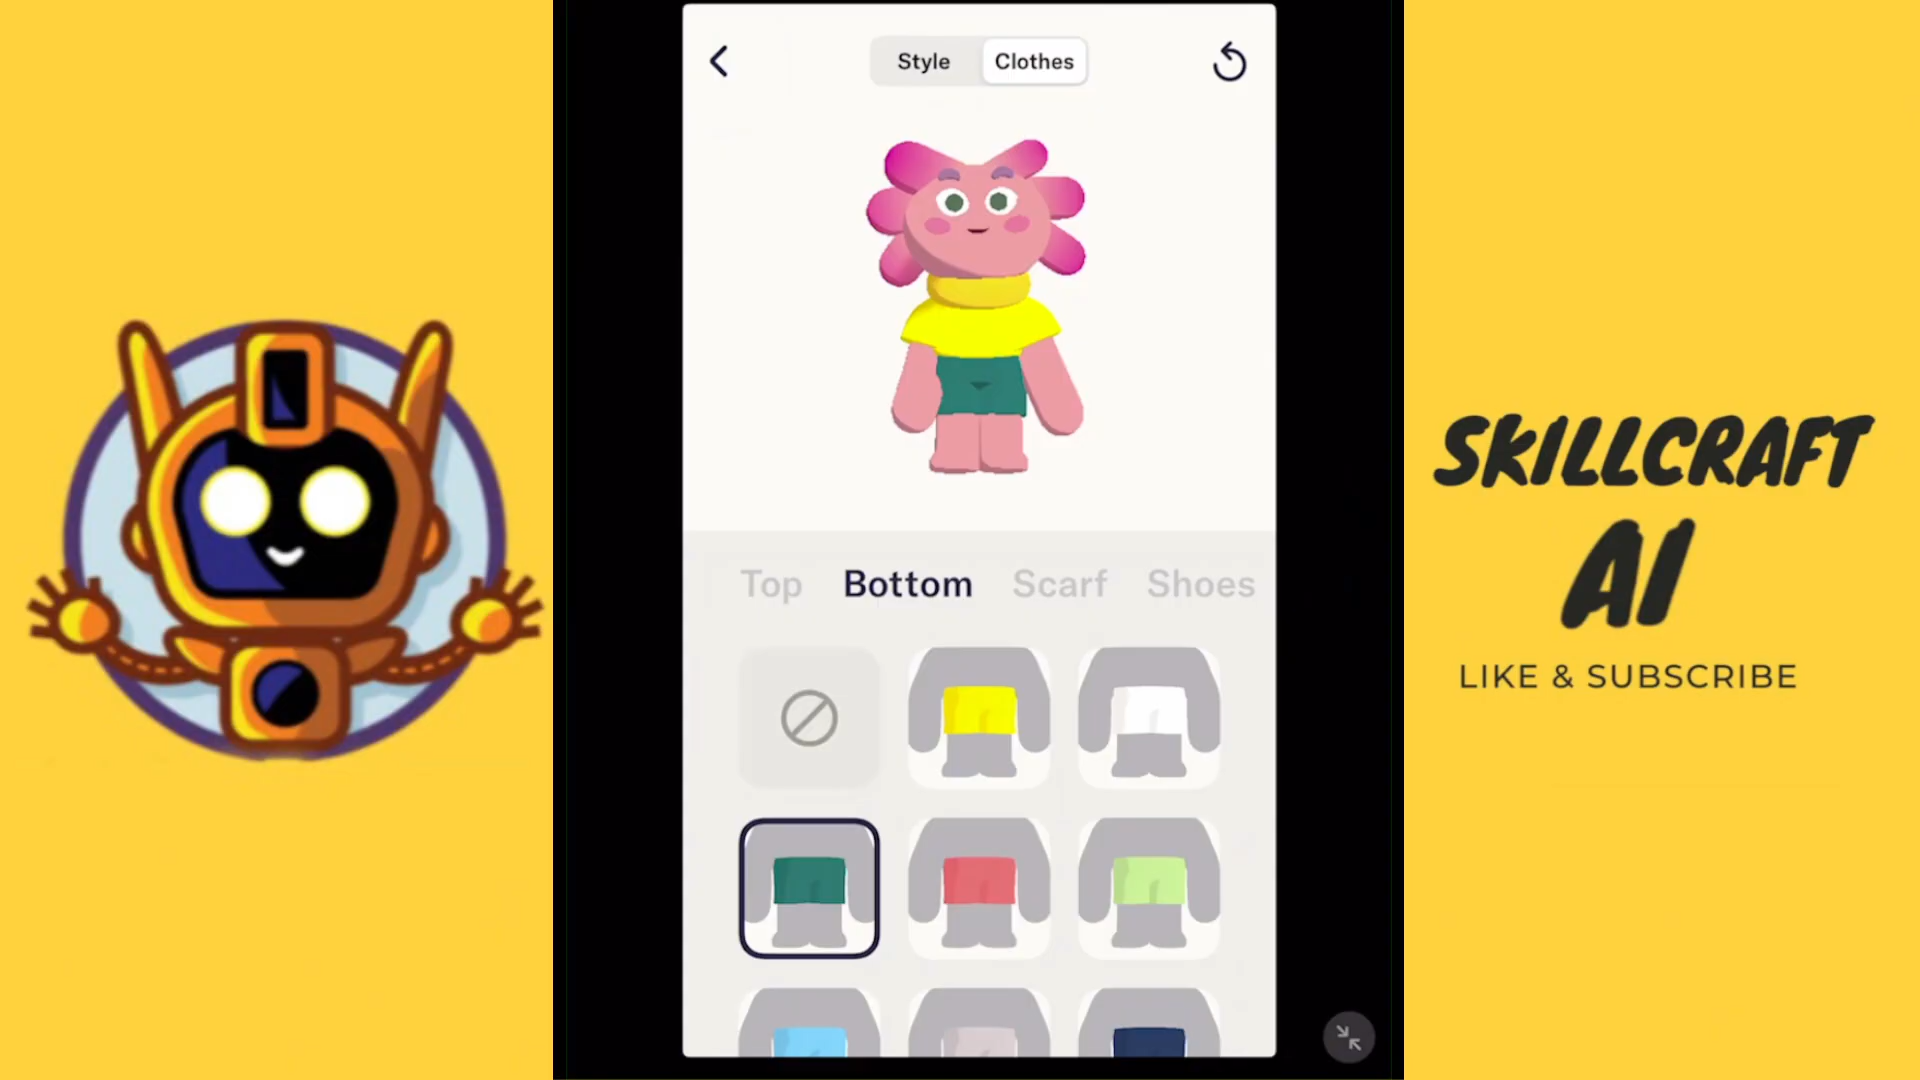 Style Clothes
Top Bottom Scarf Shoes
SKILLCRAFT
AI
LIKE & SUBSCRIBE